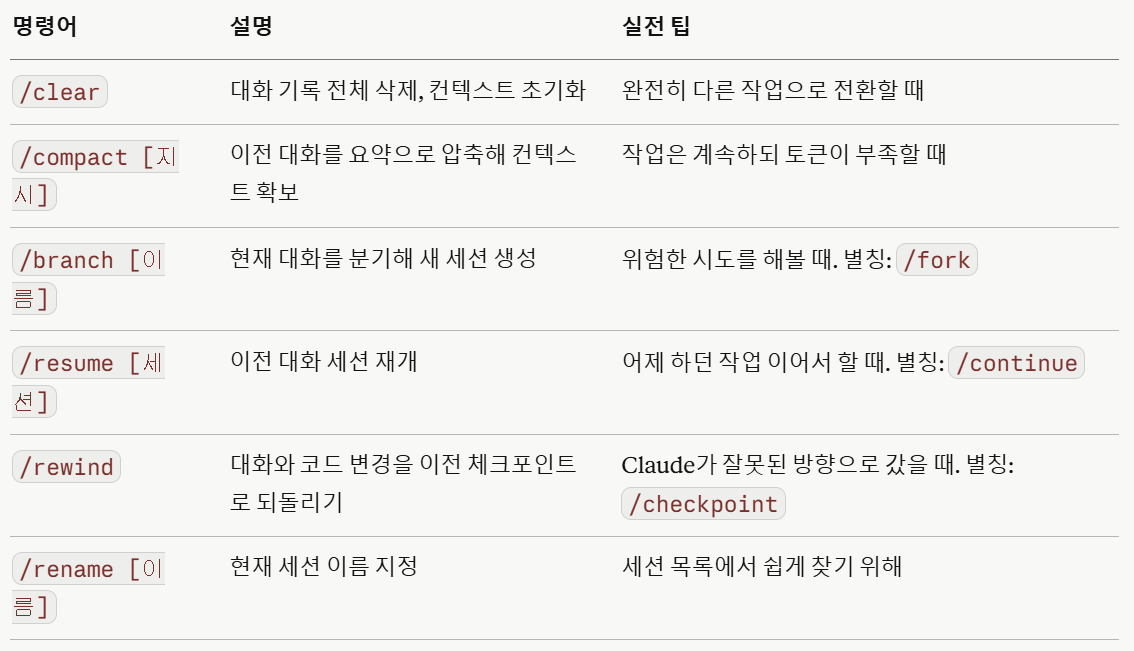 명령어 설명 실전 팁
/clear 대화 기록 전체 삭제, 컨텍스트 초기화 완전히 다른 작업으로 전환할 때
/compact [지 이전 대화를 요약으로 압축해 컨텍스 작업은 계속하되 토큰이 부족할 때
시] 트 확보
/branch [이 현재 대화를 분기해 새 세션 생성 위험한 시도를 해볼 때. 별칭: /fork
름]
/resume [세 이전 대화 세션 재개 어제 하던 작업 이어서 할 때. 별칭: /continue
션]
/rewind 대화와 코드 변경을 이전 체크포인트 Claude가 잘못된 방향으로 갔을 때. 별칭:
로 되돌리기 /checkpoint
/rename [이 현재 세션 이름 지정 세션 목록에서 쉽게 찾기 위해
름]